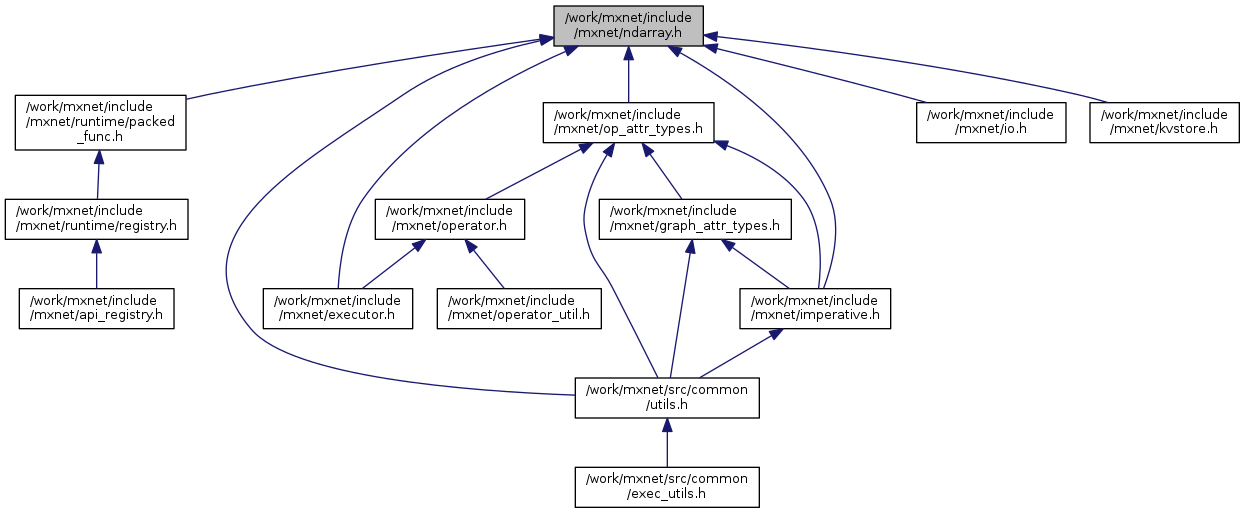 /work/mxnet/include
/mxnet/ndarray.h
/work/mxnet/include
/mxnet/runtime/packed
_func.h
/work/mxnet/include
/mxnet/op_attr_types.h
/work/mxnet/include
/mxnet/io.h
/work/mxnet/include
/mxnet/kvstore.h
/work/mxnet/include
/mxnet/runtime/registry.h
/work/mxnet/include
/mxnet/operator.h
/work/mxnet/include
/mxnet/graph_attr_types.h
/work/mxnet/include
/mxnet/api_registry.h
/work/mxnet/include
/mxnet/executor.h
/work/mxnet/include
/mxnet/operator_util.h
/work/mxnet/include
/mxnet/imperative.h
/work/mxnet/src/common
/utils.h
/work/mxnet/src/common
/exec_utils.h